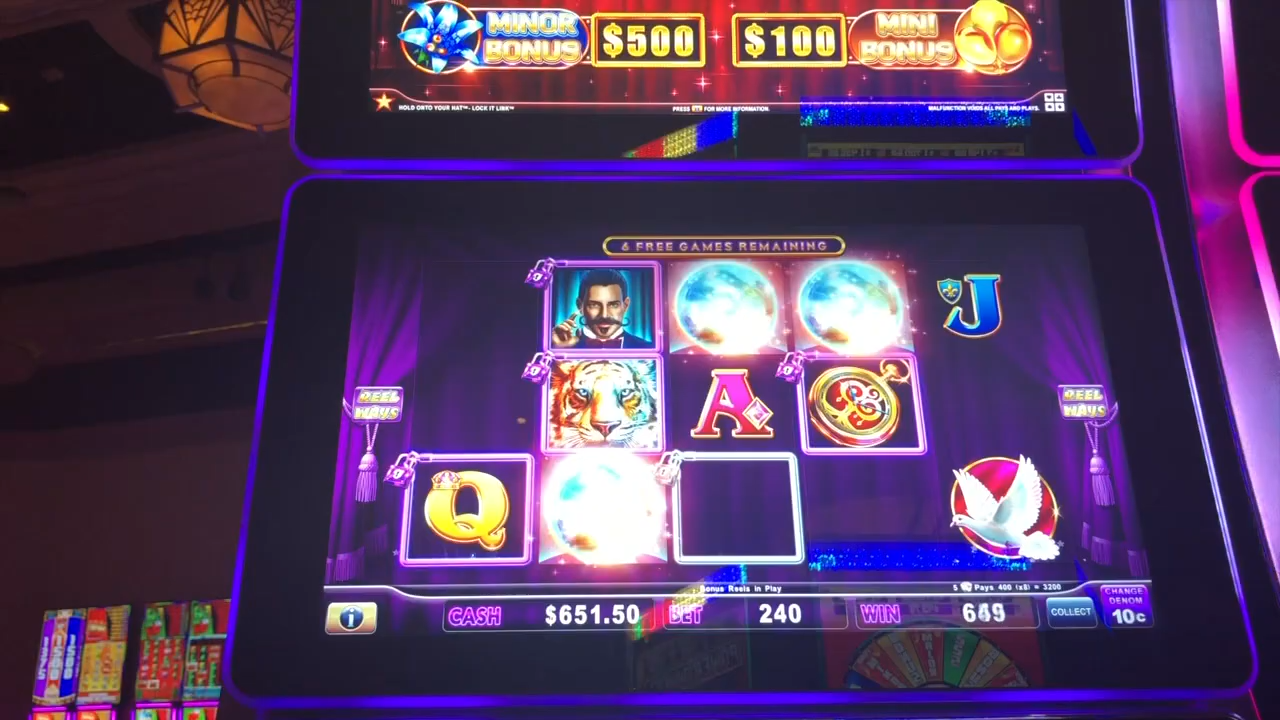 MINOR BONUS $500 $100 MINI BONUS
HOLD ONTO YOUR HAT™ - LOCK IT LINK™ PRESS FOR MORE INFORMATION. MALFUNCTION VOIDS ALL PAYS AND PLAYS.
6 FREE GAMES REMAINING
J
REEL WAYS A REEL WAYS
Q
Bonus Reels in Play 5 Pays 400 (x8) = 3200
i CASH $651.50 BET 240 WIN 649 COLLECT CHANGE DENOM 10¢